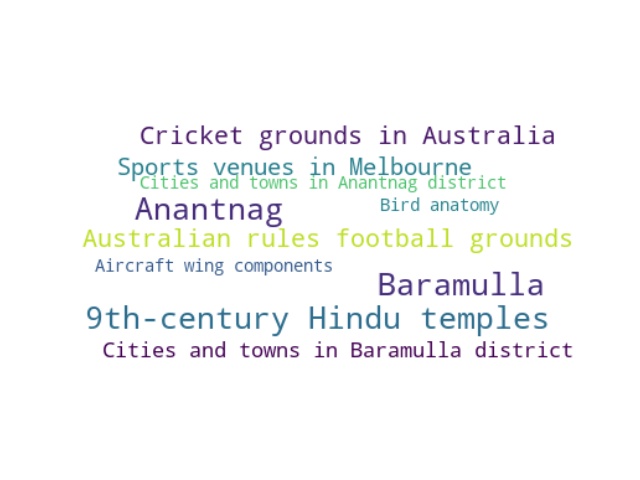 Cricket grounds in Australia
Sports venues in Melbourne
Cities and towns in Anantnag district
Anantnag
Bird anatomy
Australian rules football grounds
Aircraft wing components
Baramulla
9th-century Hindu temples
Cities and towns in Baramulla district